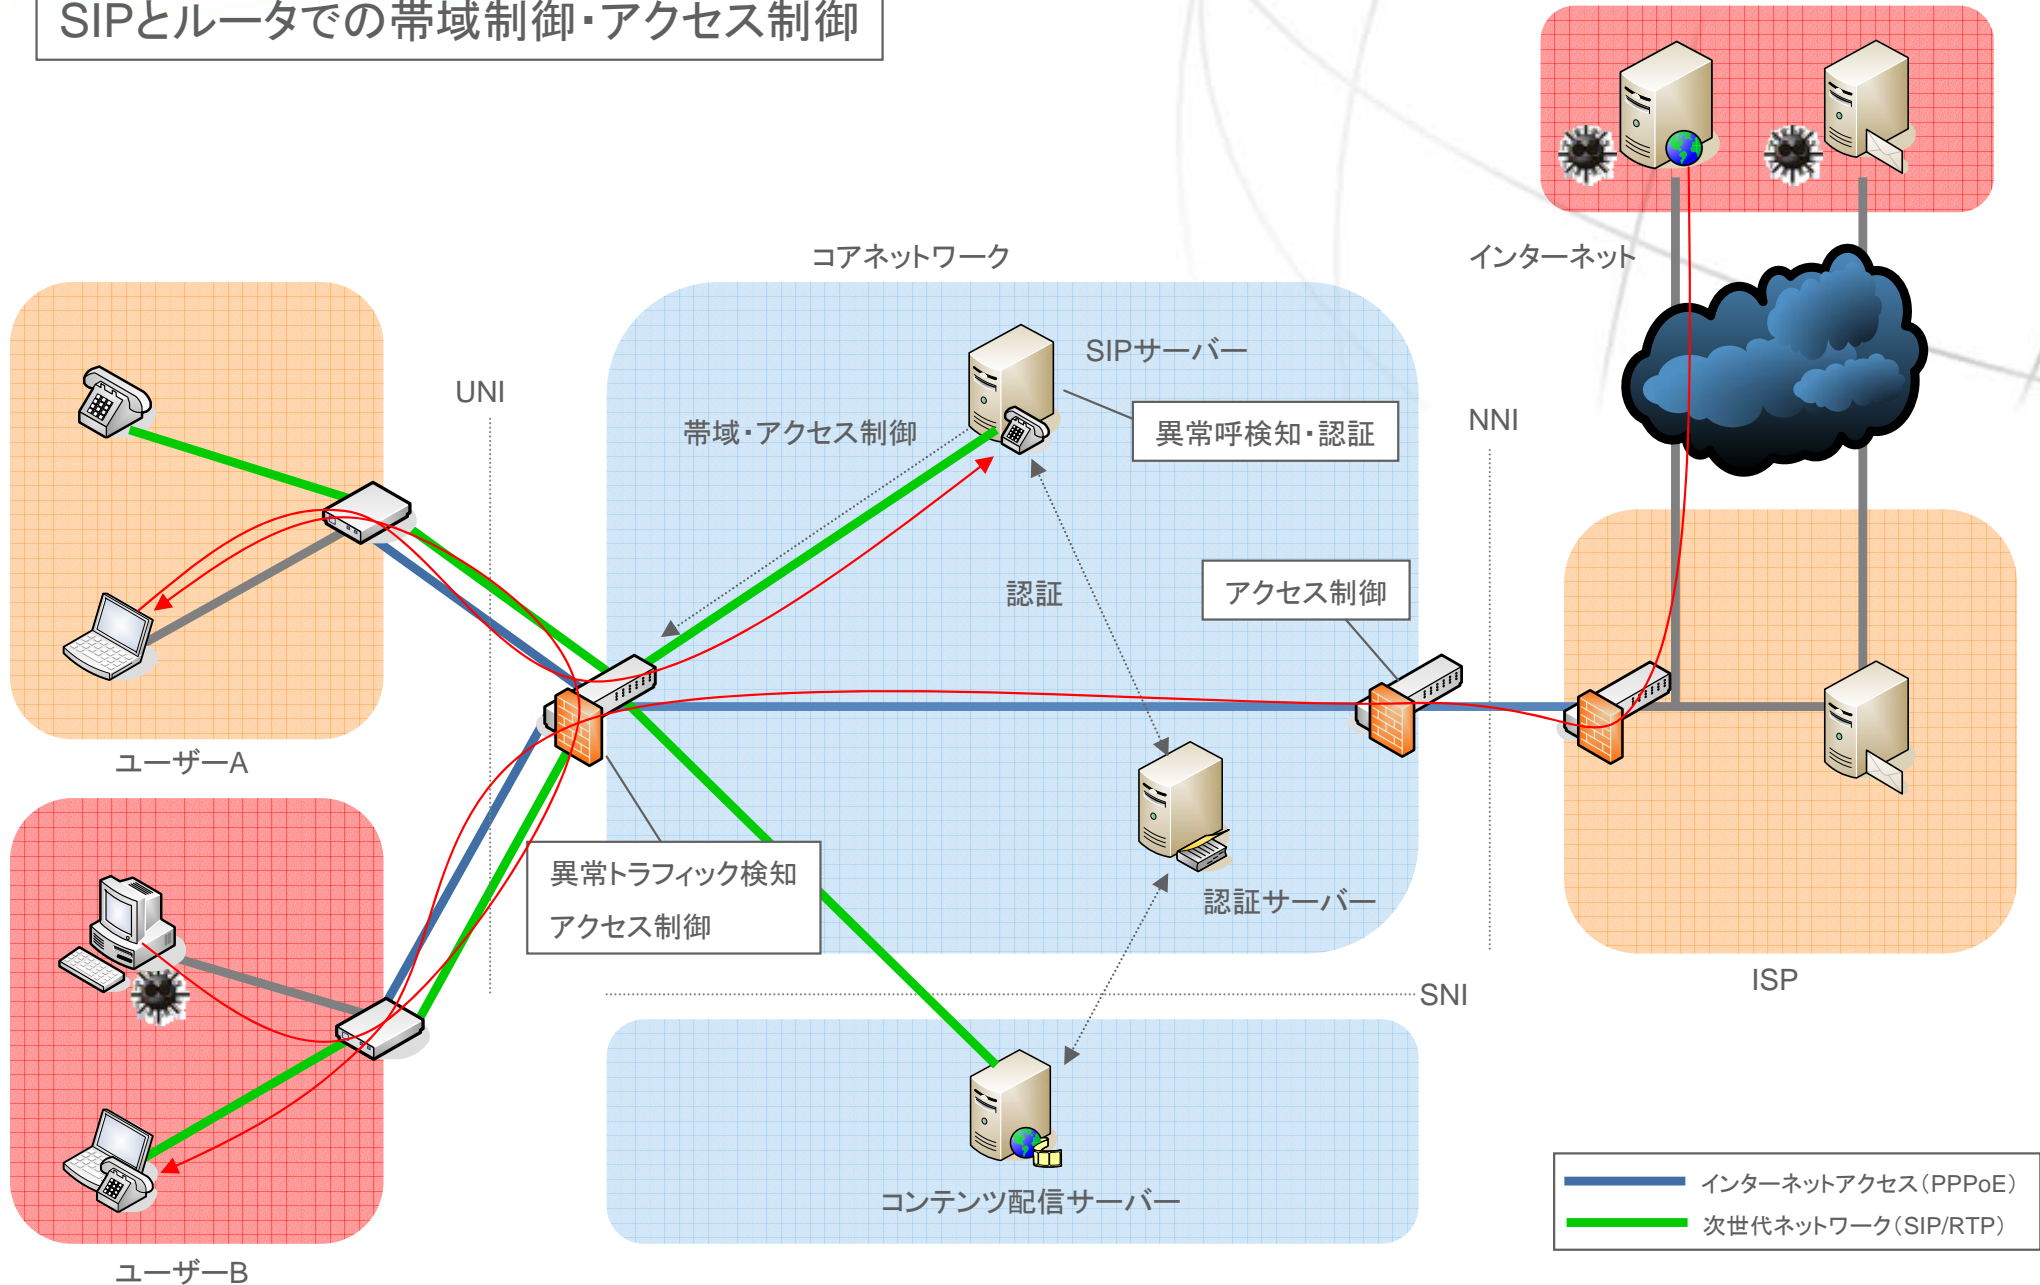 SIPとルータでの帯域制御・アクセス制御
コアネットワーク
インターネット
SIPサーバー
UNI
異常呼検知・認証
NNI
帯域・アクセス制御
認証
アクセス制御
ユーザーA
異常トラフィック検知
アクセス制御
認証サーバー
ISP
SNI
コンテンツ配信サーバー
インターネットアクセス(PPPoE)
次世代ネットワーク(SIP/RTP)
ユーザーB